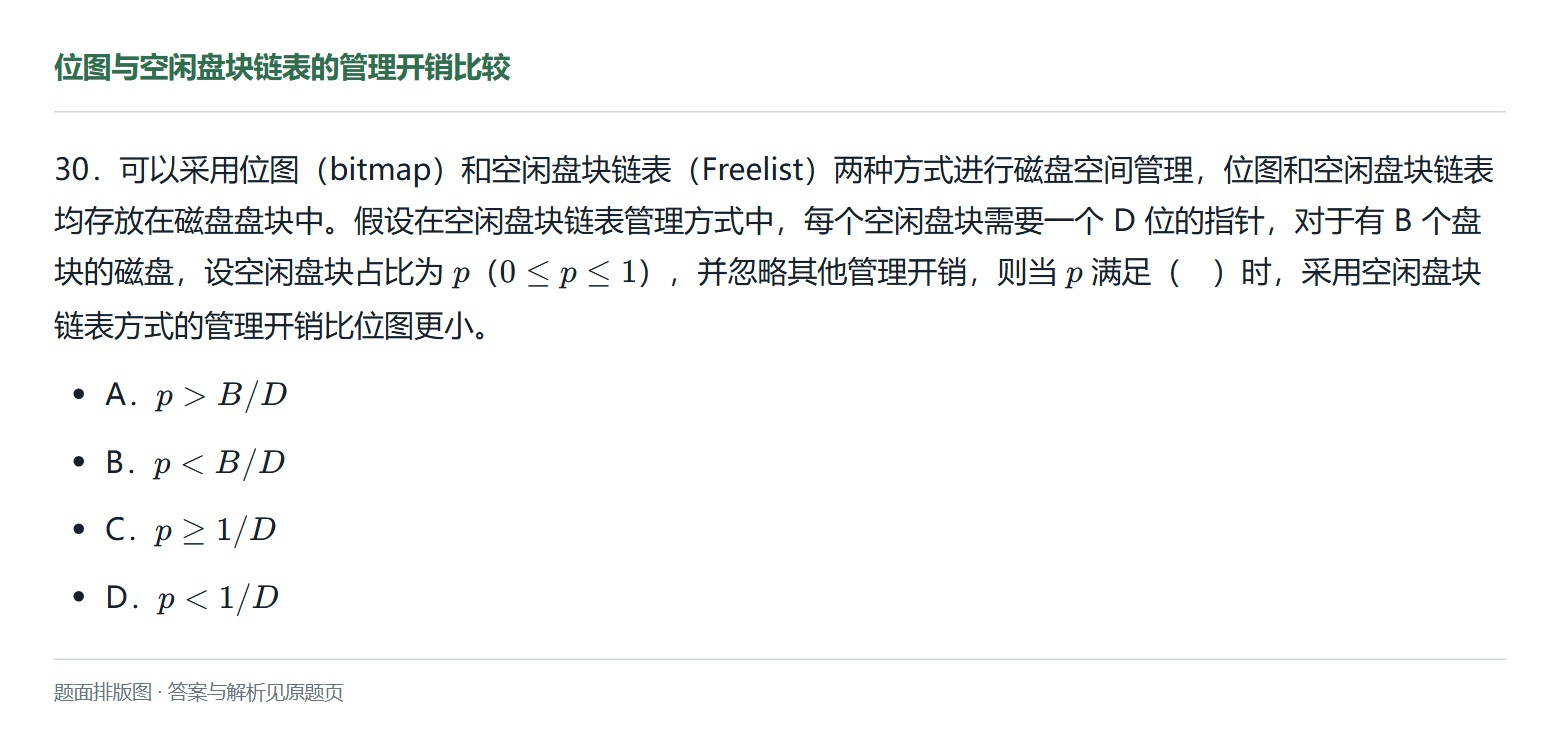 位图与空闲盘块链表的管理开销比较
30．可以采用位图（bitmap）和空闲盘块链表（Freelist）两种方式进行磁盘空间管理，位图和空闲盘块链表
均存放在磁盘盘块中。假设在空闲盘块链表管理方式中，每个空闲盘块需要一个 D 位的指针，对于有 B 个盘
块的磁盘，设空闲盘块占比为 p（0 ≤ p ≤ 1），并忽略其他管理开销，则当 p 满足（　）时，采用空闲盘块
链表方式的管理开销比位图更小。
• A．p > B/D
• B．p < B/D
• C．p ≥ 1/D
• D．p < 1/D
题面排版图 · 答案与解析见原题页